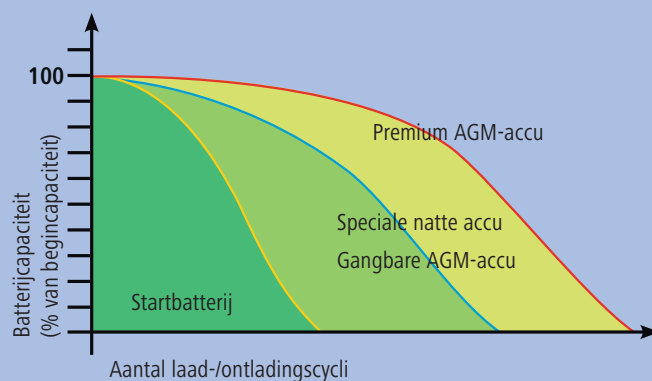 100
Batterijcapaciteit
(% van begincapaciteit)
Premium AGM-accu
Speciale natte accu
Gangbare AGM-accu
Startbatterij
Aantal laad-/ontladingscycli